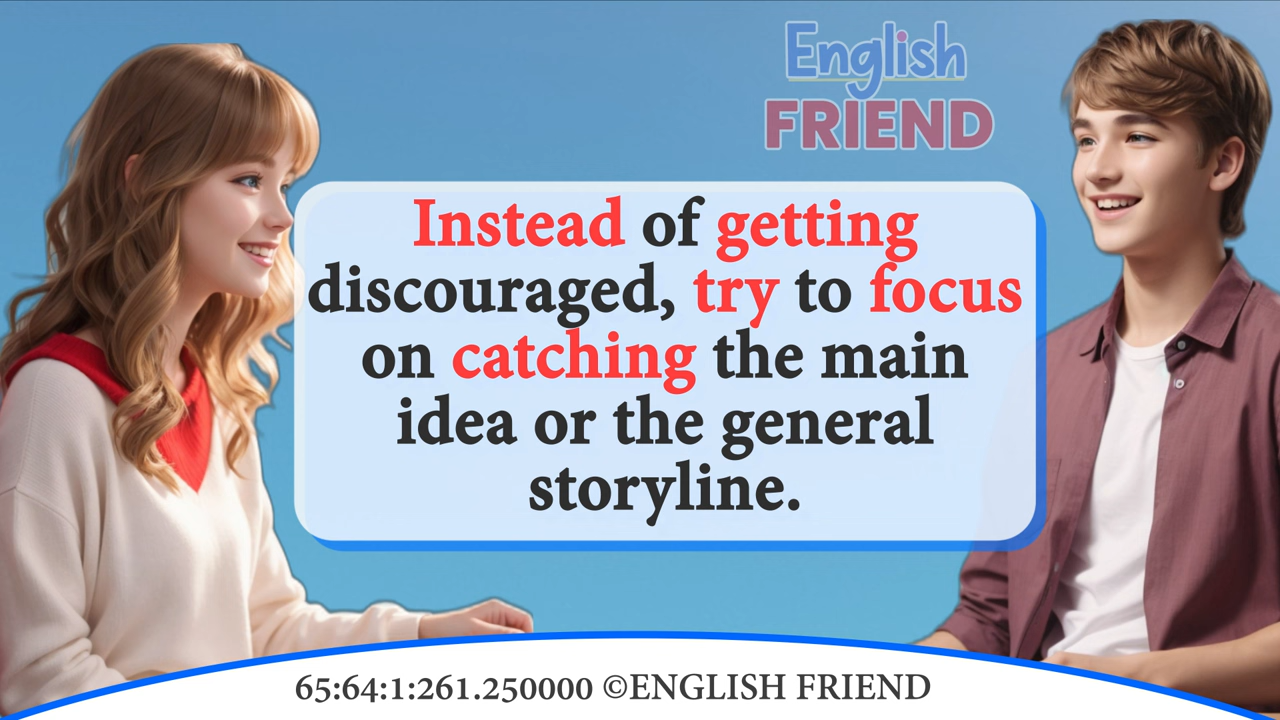 English
FRIEND
Instead of getting
discouraged, try to focus
on catching the main
idea or the general
storyline.
65:64:1:261.250000 ©ENGLISH FRIEND